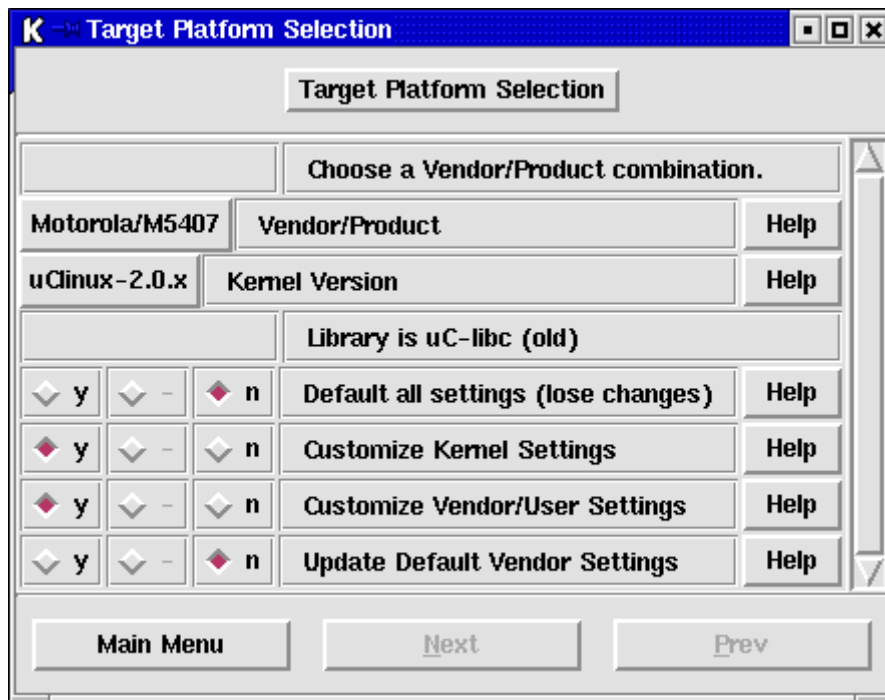 Target Platform Selection
Target Platform Selection
Choose a Vendor/Product combination.
Motorola/M5407 Vendor/Product Help
uClinux-2.0.x Kernel Version Help
Library is uC-libc (old)
y - n Default all settings (lose changes) Help
y - n Customize Kernel Settings Help
y - n Customize Vendor/User Settings Help
y - n Update Default Vendor Settings Help
Main Menu Next Prev